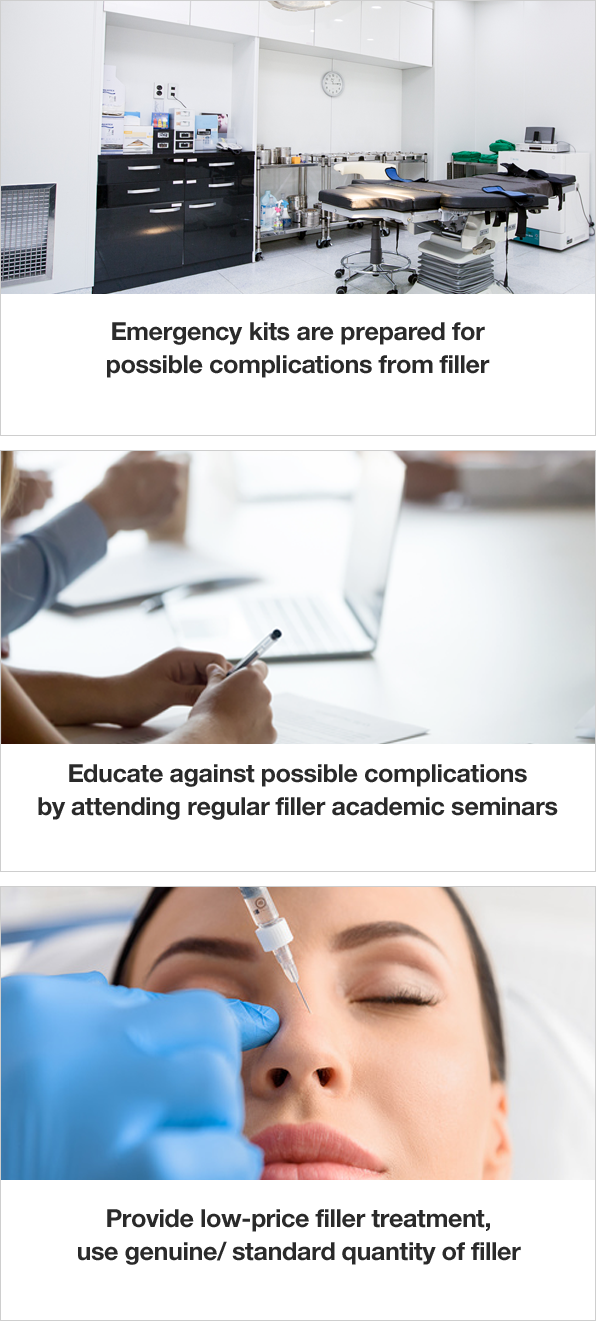 Emergency kits are prepared for
possible complications from filler
Educate against possible complications
by attending regular filler academic seminars
Provide low-price filler treatment,
use genuine/ standard quantity of filler